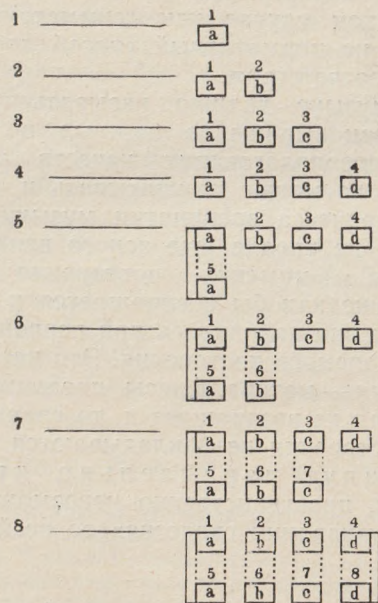 1
1
a
2
1 2
a b
3
1 2 3
a b c
4
1 2 3 4
a b c d
5
1 2 3 4
a b c d
5
a
6
1 2 3 4
a b c d
5 6
a b
7
1 2 3 4
a b c d
5 6 7
a b c
8
1 2 3 4
a b c d
5 6 7 8
a b c d